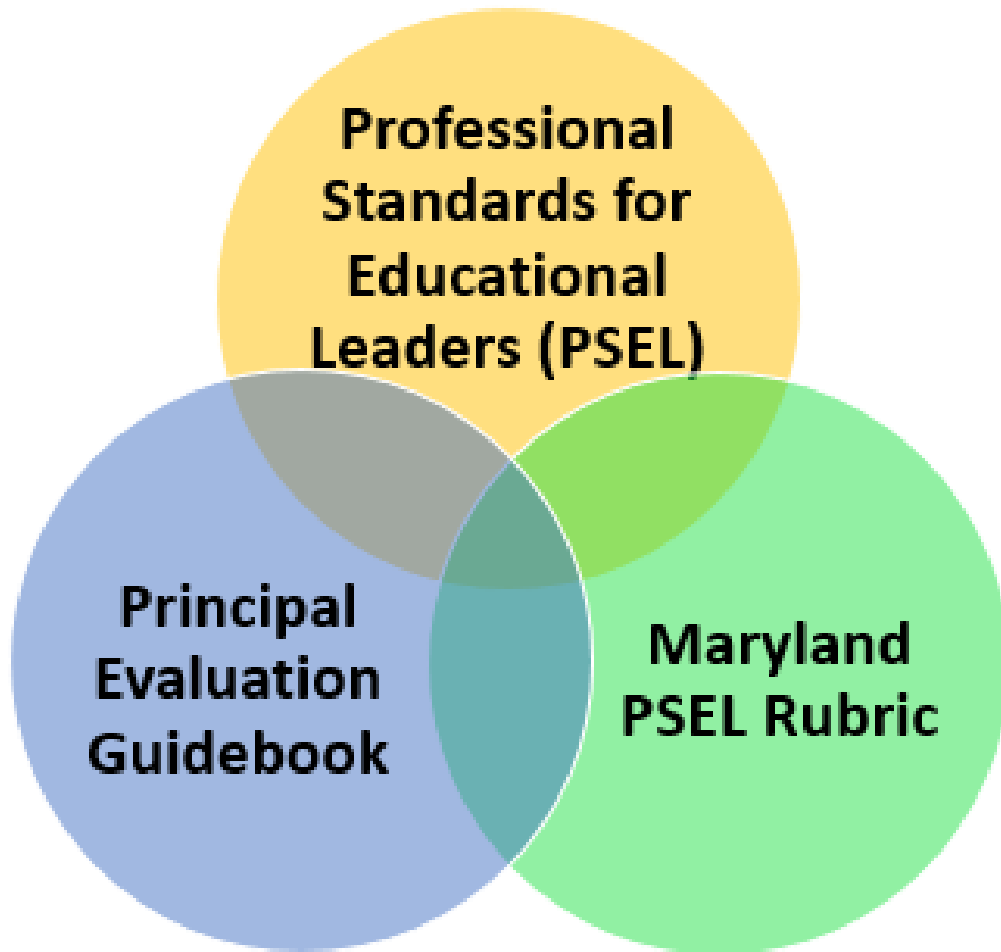 Professional
Standards for
Educational
Leaders (PSEL)
Principal
Evaluation
Guidebook
Maryland
PSEL Rubric